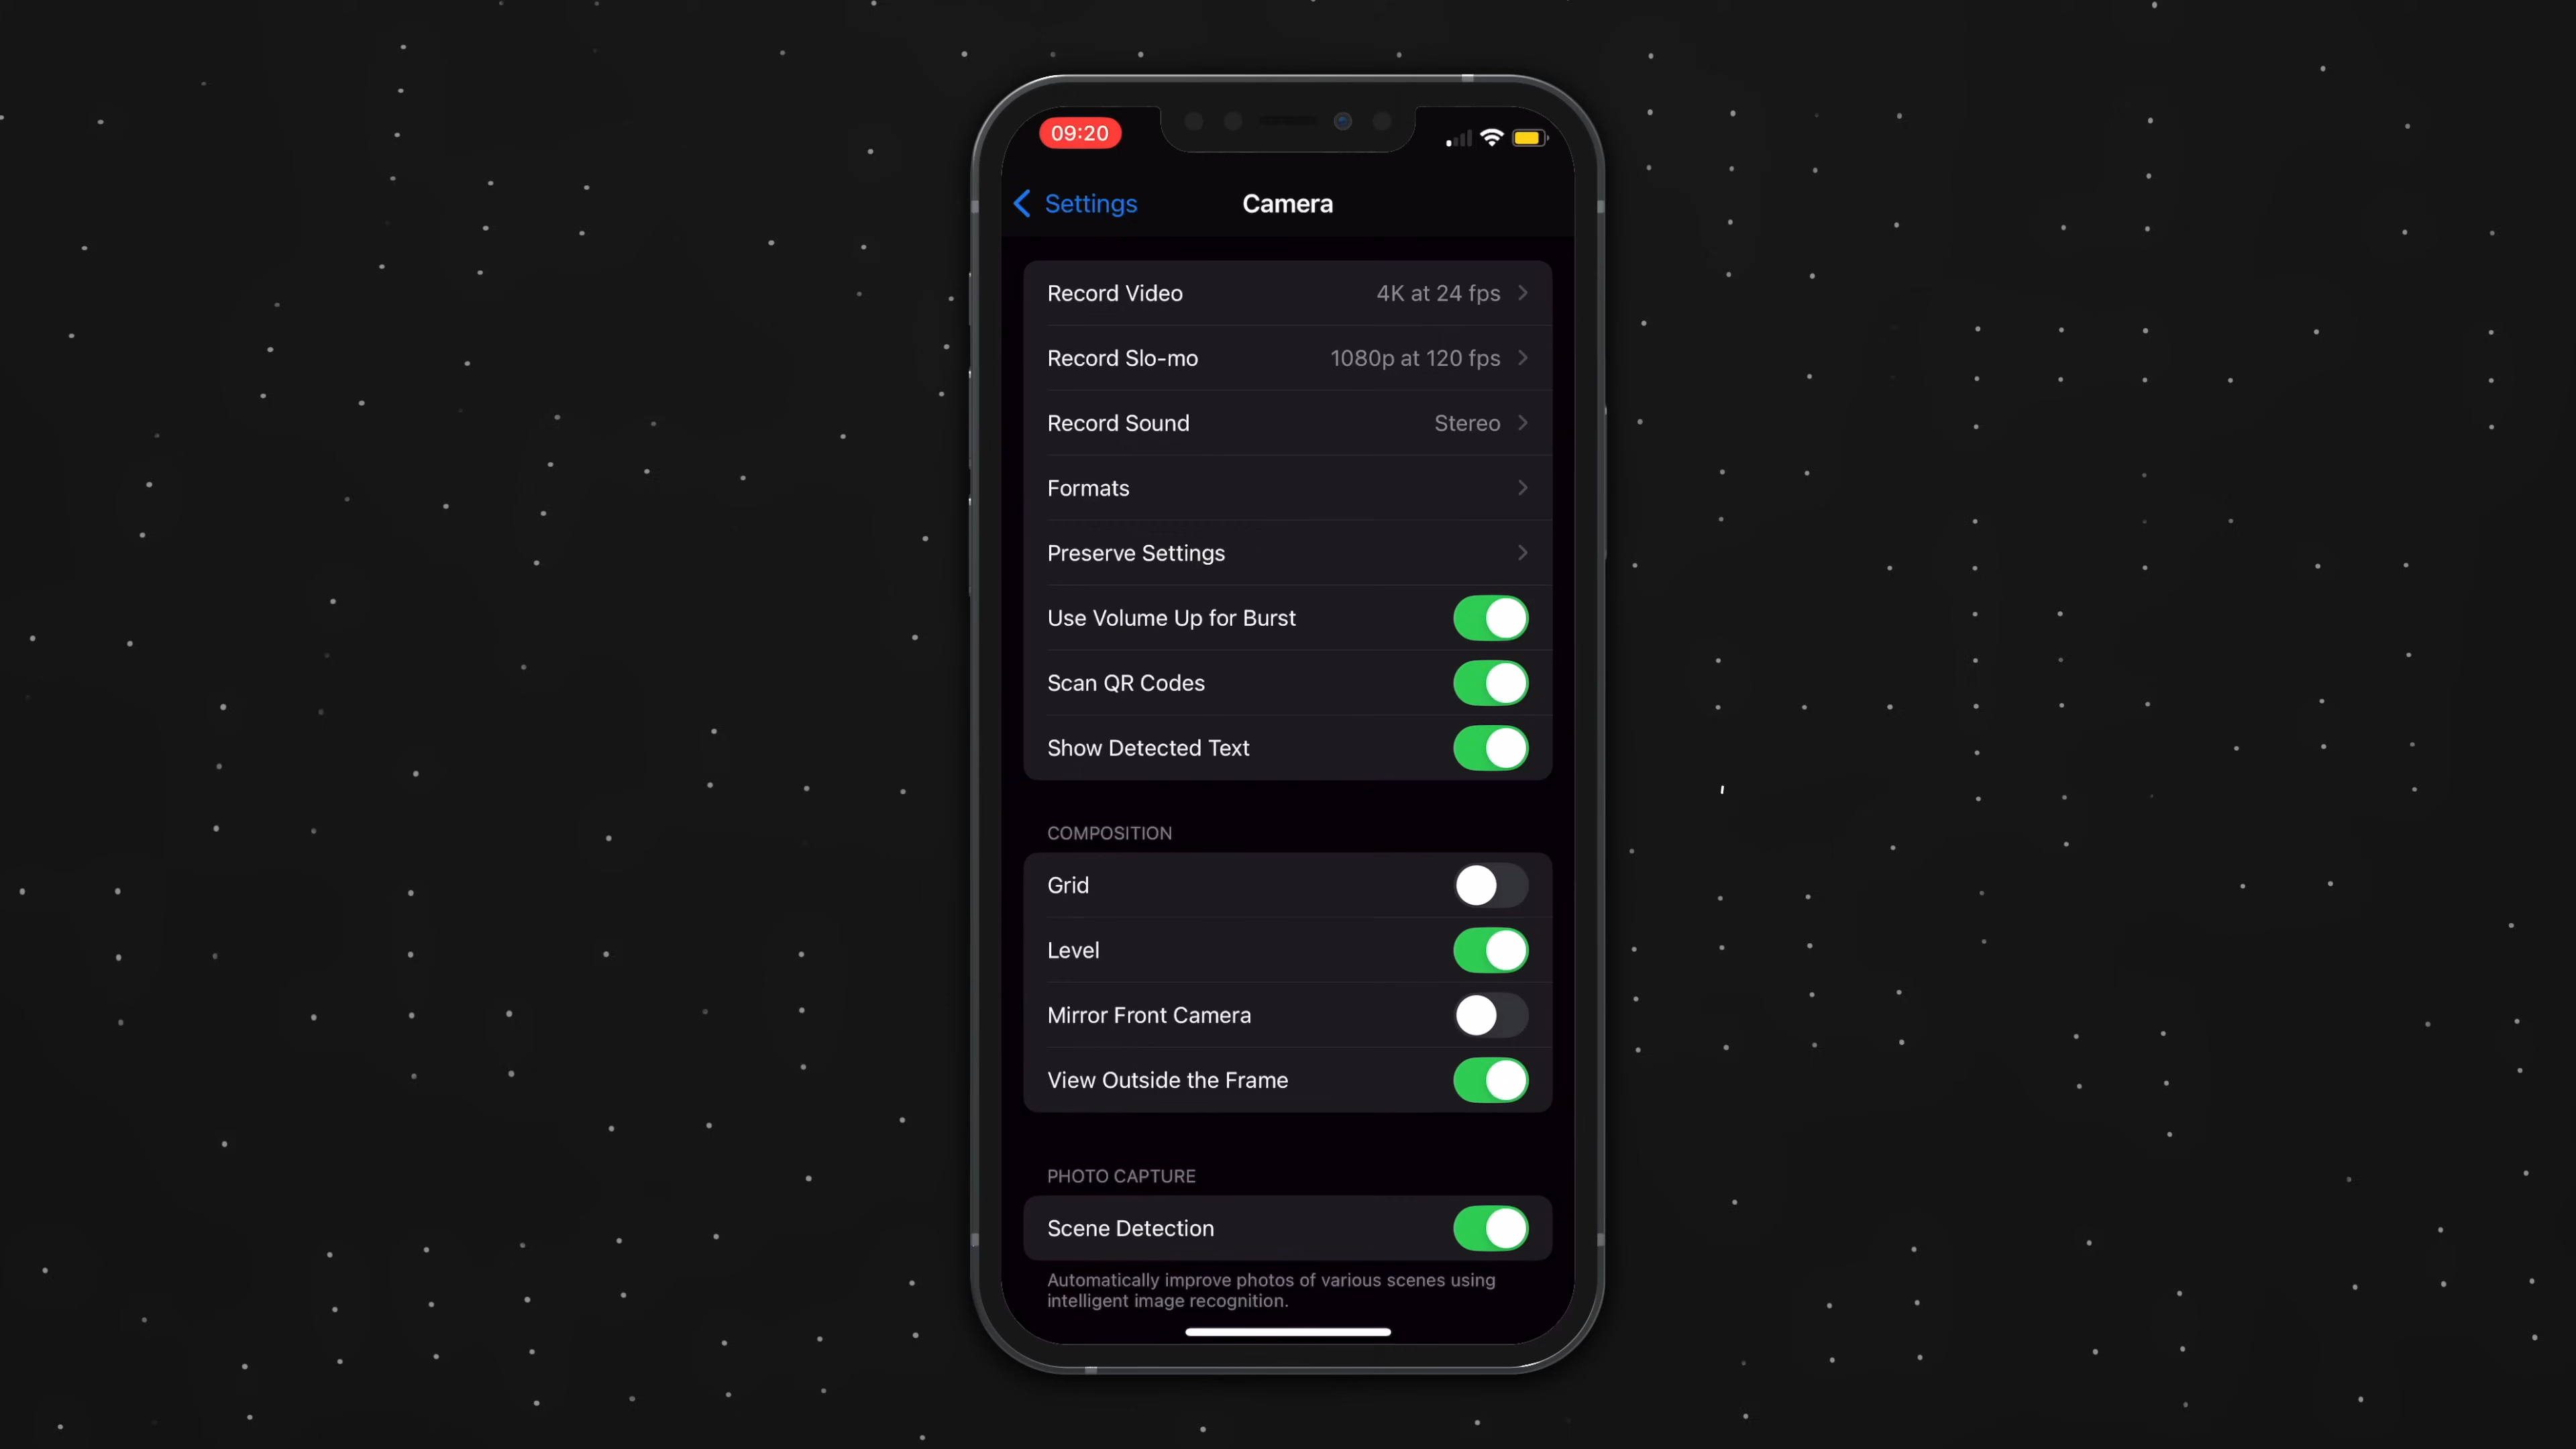 09:20
Settings
Camera
Record Video 4K at 24 fps
Record Slo-mo 1080p at 120 fps
Record Sound Stereo
Formats
Preserve Settings
Use Volume Up for Burst
Scan QR Codes
Show Detected Text
COMPOSITION
Grid
Level
Mirror Front Camera
View Outside the Frame
PHOTO CAPTURE
Scene Detection
Automatically improve photos of various scenes using
intelligent image recognition.